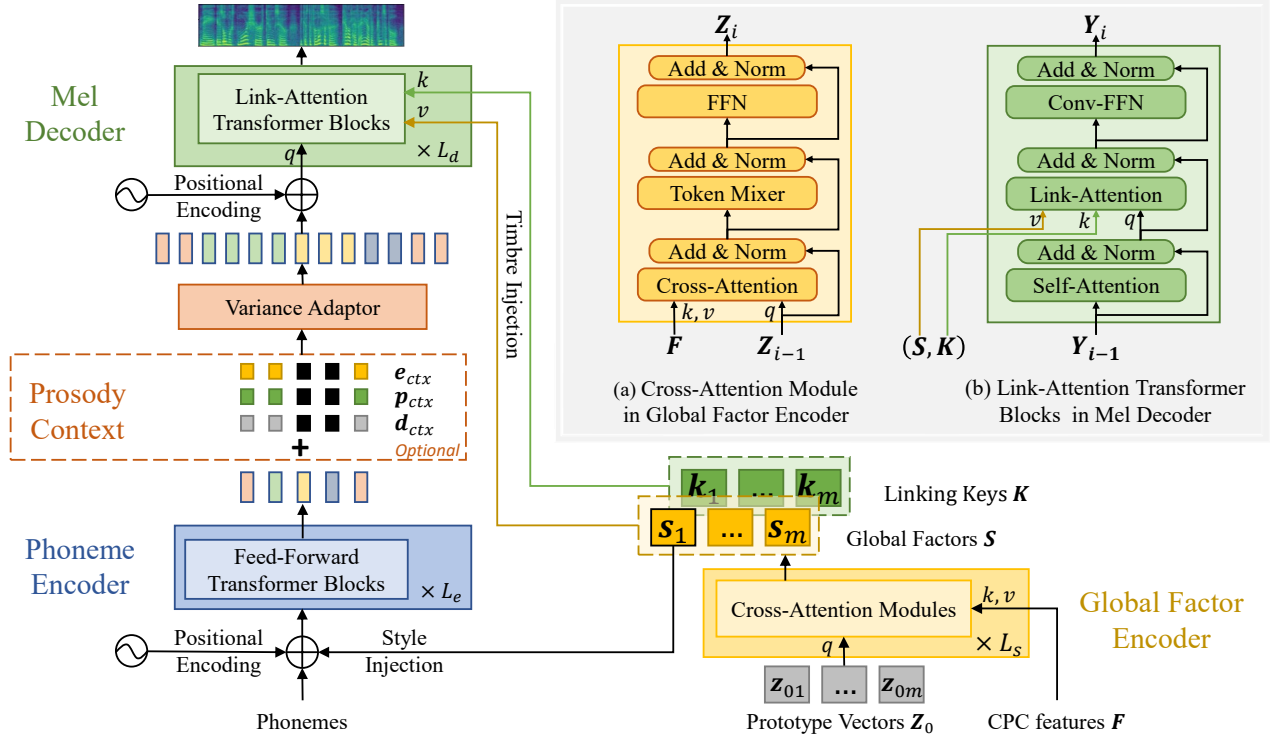 Mel
Decoder
Link-Attention
Transformer Blocks
k
v
q
× L_d
Positional
Encoding
Variance Adaptor
Prosody
Context
e_ctx
p_ctx
d_ctx
+
Optional
Phoneme
Encoder
Feed-Forward
Transformer Blocks
× L_e
Positional
Encoding
Style
Injection
Phonemes
Timbre Injection
Z_i
Add & Norm
FFN
Add & Norm
Token Mixer
Add & Norm
Cross-Attention
k, v
q
F
Z_{i−1}
(a) Cross-Attention Module
in Global Factor Encoder
Y_i
Add & Norm
Conv-FFN
Add & Norm
Link-Attention
v
k
q
Add & Norm
Self-Attention
(S, K)
Y_{i−1}
(b) Link-Attention Transformer
Blocks in Mel Decoder
k_1 ... k_m
Linking Keys K
s_1 ... s_m
Global Factors S
Cross-Attention Modules
k, v
q
× L_s
Global Factor
Encoder
z_{01} ... z_{0m}
Prototype Vectors Z_0
CPC features F